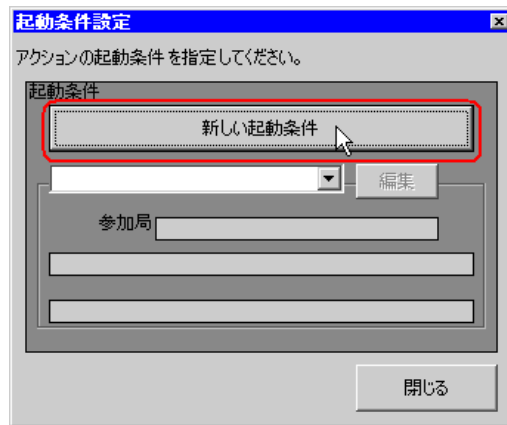 起動条件設定
アクションの起動条件 を指定してください。
起動条件
新しい起動条件
編集
参加局
閉じる